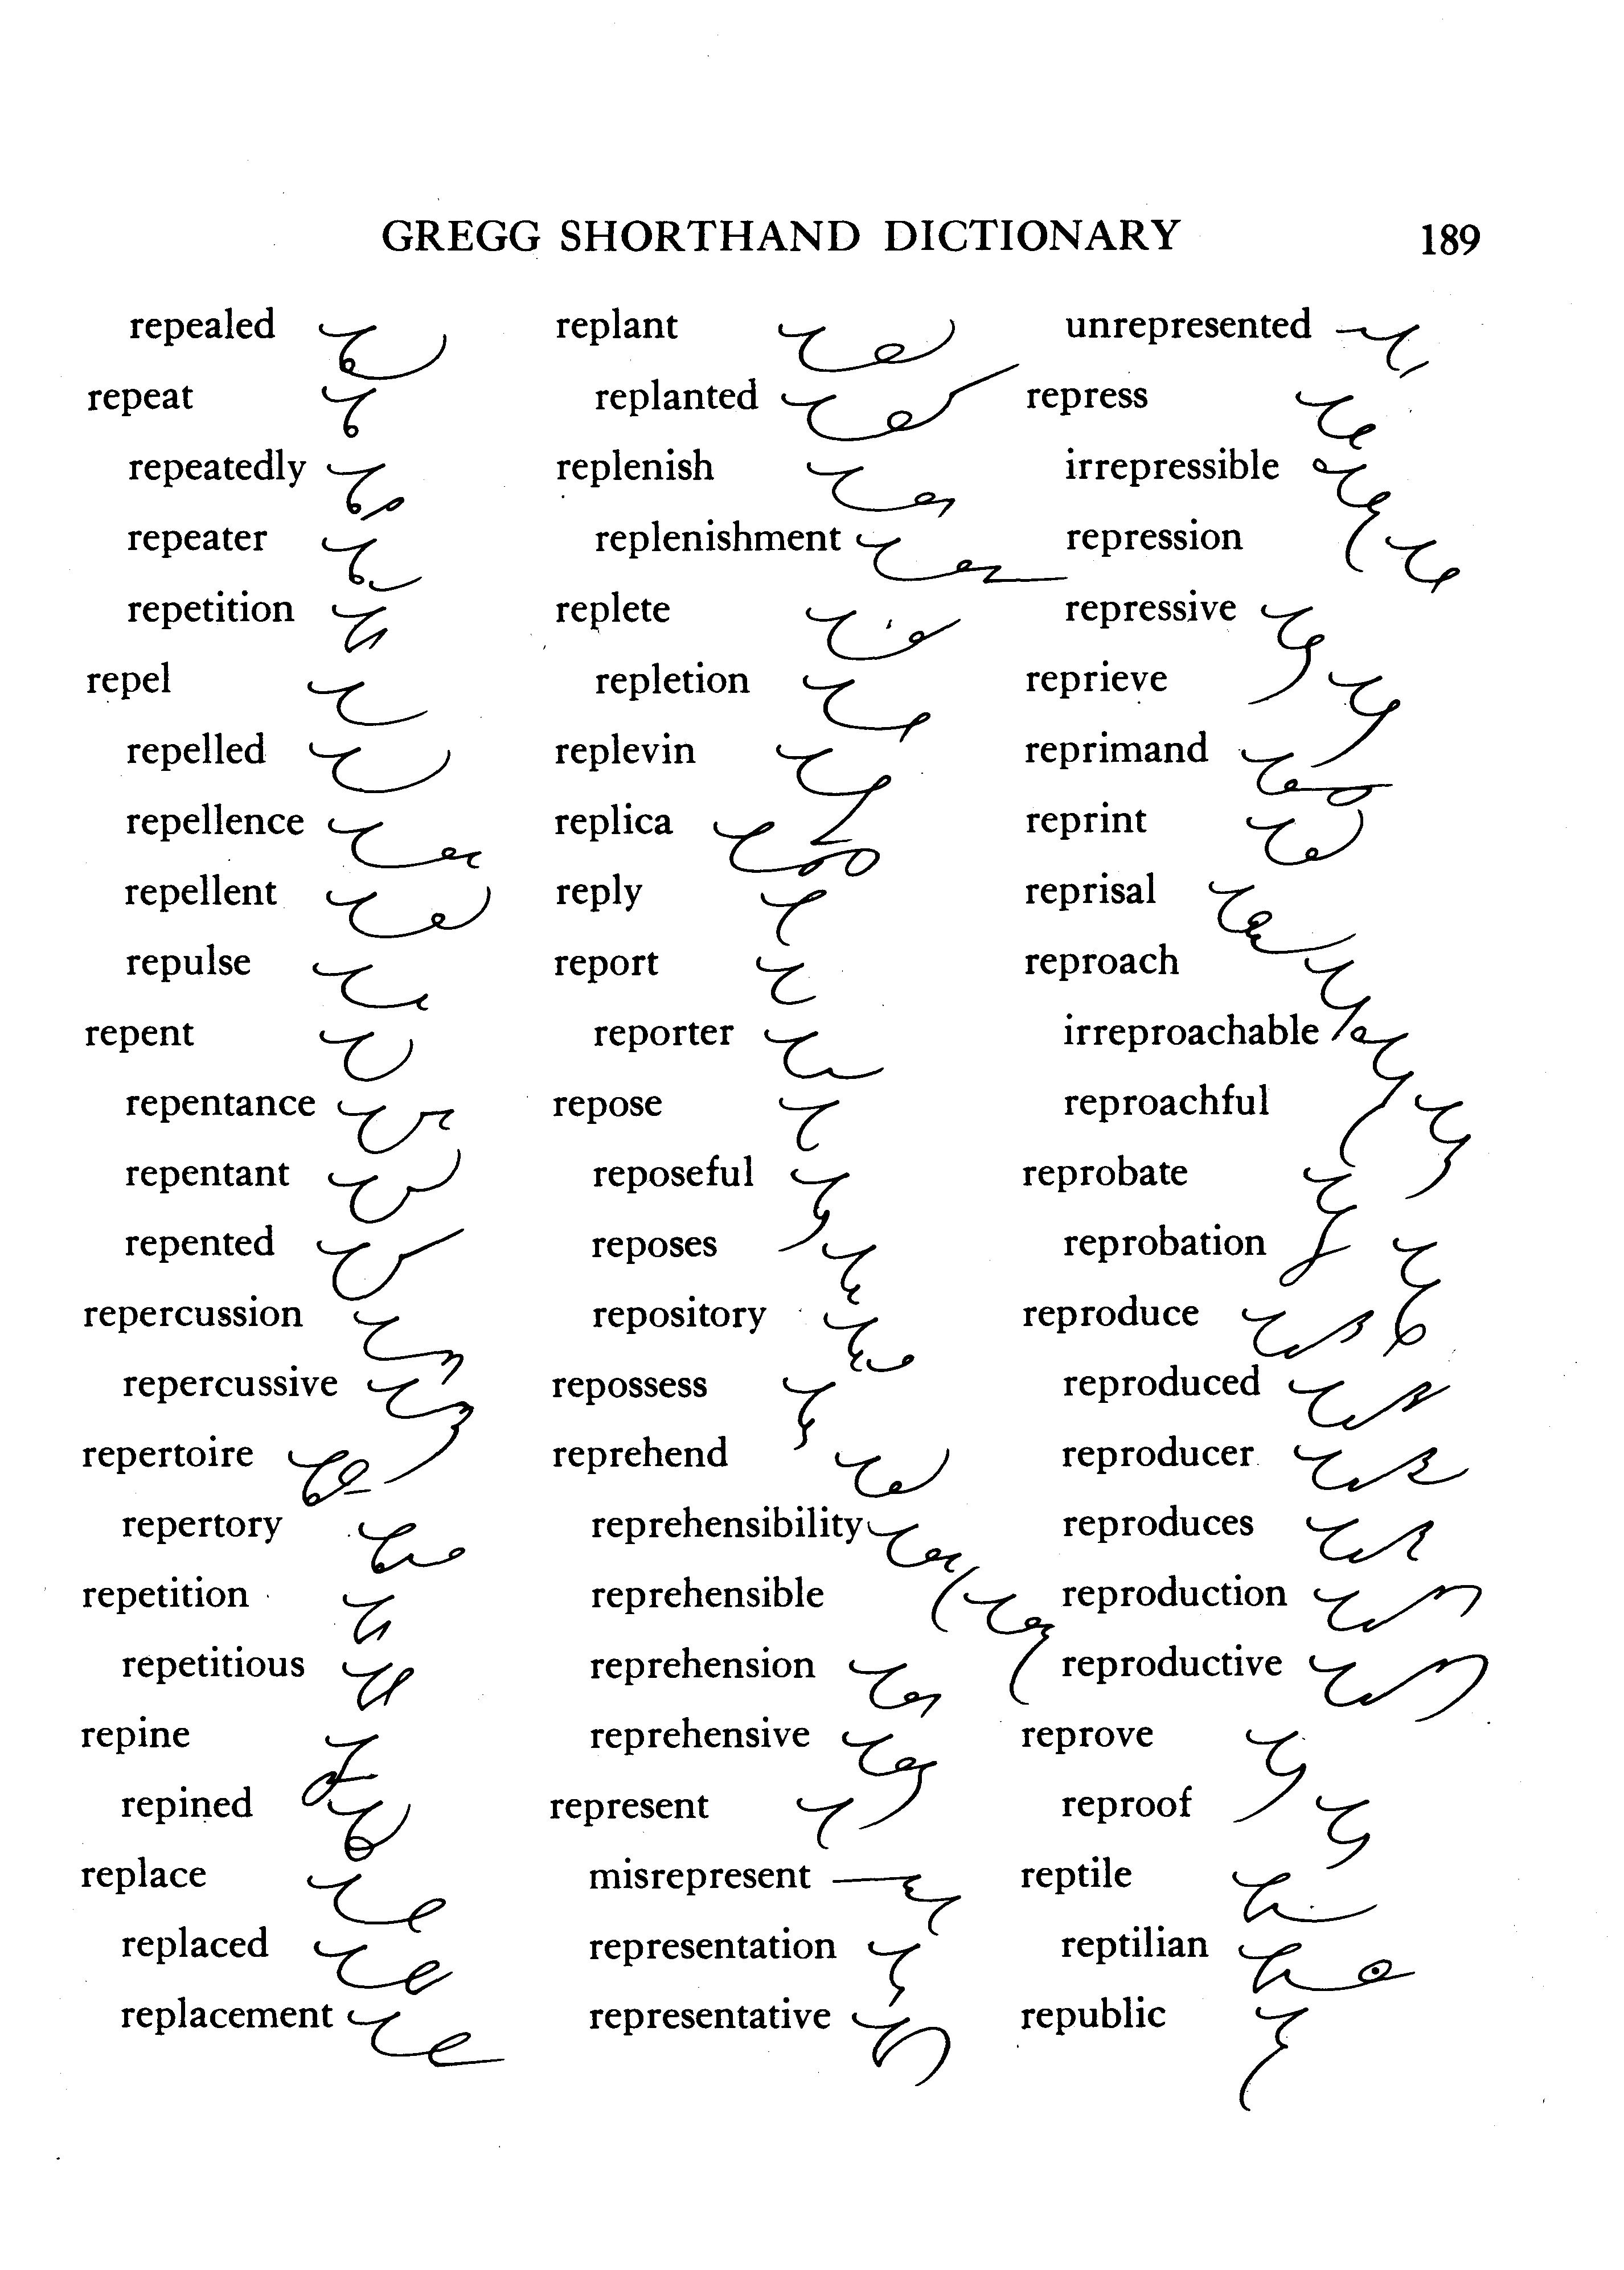 GREGG SHORTHAND DICTIONARY 189
repealed
repeat
repeatedly
repeater
repetition
repel
repelled
repellence
repellent
repulse
repent
repentance
repentant
repented
repercussion
repercussive
repertoire
repertory
repetition
repetitious
repine
repined
replace
replaced
replacement
replant
replanted
replenish
replenishment
replete
repletion
replevin
replica
reply
report
reporter
repose
reposeful
reposes
repository
repossess
reprehend
reprehensibility
reprehensible
reprehension
reprehensive
represent
misrepresent
representation
representative
unrepresented
repress
irrepressible
repression
repressive
reprieve
reprimand
reprint
reprisal
reproach
irreproachable
reproachful
reprobate
reprobation
reproduce
reproduced
reproducer
reproduces
reproduction
reproductive
reprove
reproof
reptile
reptilian
republic